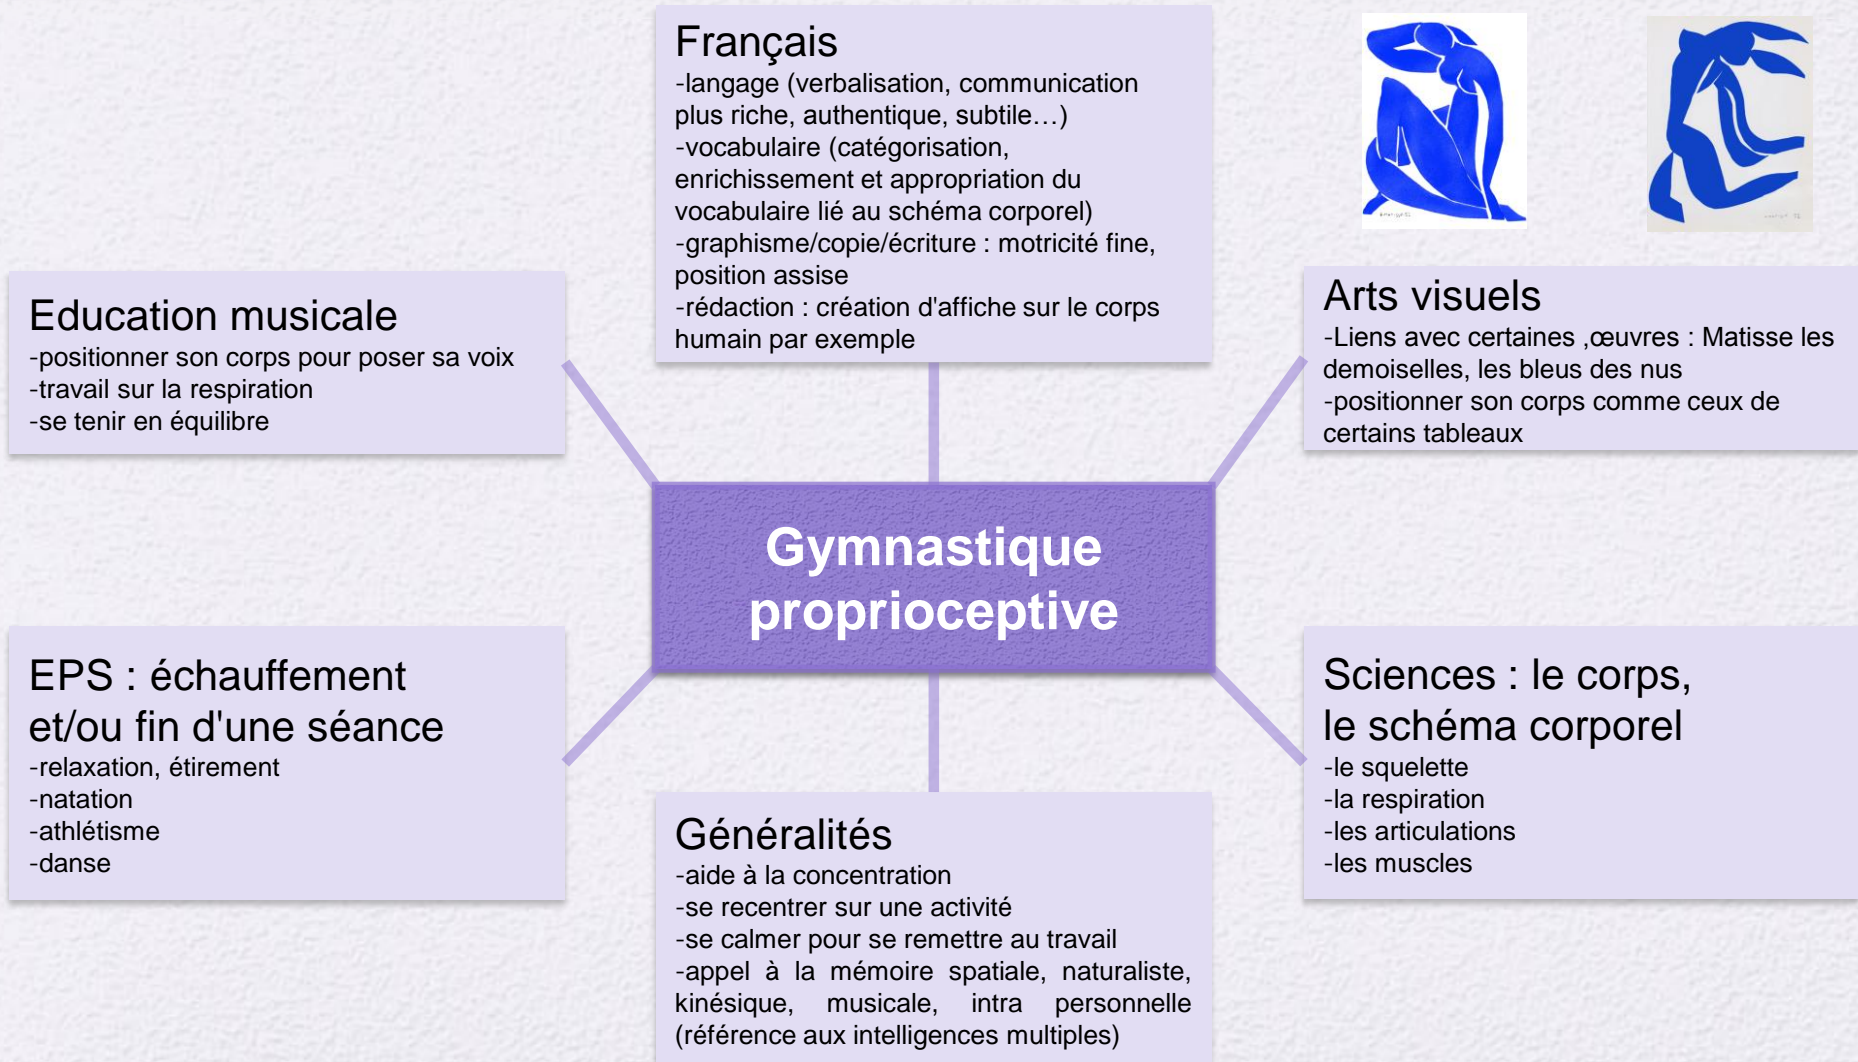 Français
-langage (verbalisation, communication
plus riche, authentique, subtile…)
-vocabulaire (catégorisation,
enrichissement et appropriation du
vocabulaire lié au schéma corporel)
-graphisme/copie/écriture : motricité fine,
position assise
-rédaction : création d'affiche sur le corps
humain par exemple
Education musicale
-positionner son corps pour poser sa voix
-travail sur la respiration
-se tenir en équilibre
Arts visuels
-Liens avec certaines ,œuvres : Matisse les
demoiselles, les bleus des nus
-positionner son corps comme ceux de
certains tableaux
Gymnastique
proprioceptive
EPS : échauffement
et/ou fin d'une séance
-relaxation, étirement
-natation
-athlétisme
-danse
Sciences : le corps,
le schéma corporel
-le squelette
-la respiration
-les articulations
-les muscles
Généralités
-aide à la concentration
-se recentrer sur une activité
-se calmer pour se remettre au travail
-appel à la mémoire spatiale, naturaliste,
kinésique, musicale, intra personnelle
(référence aux intelligences multiples)